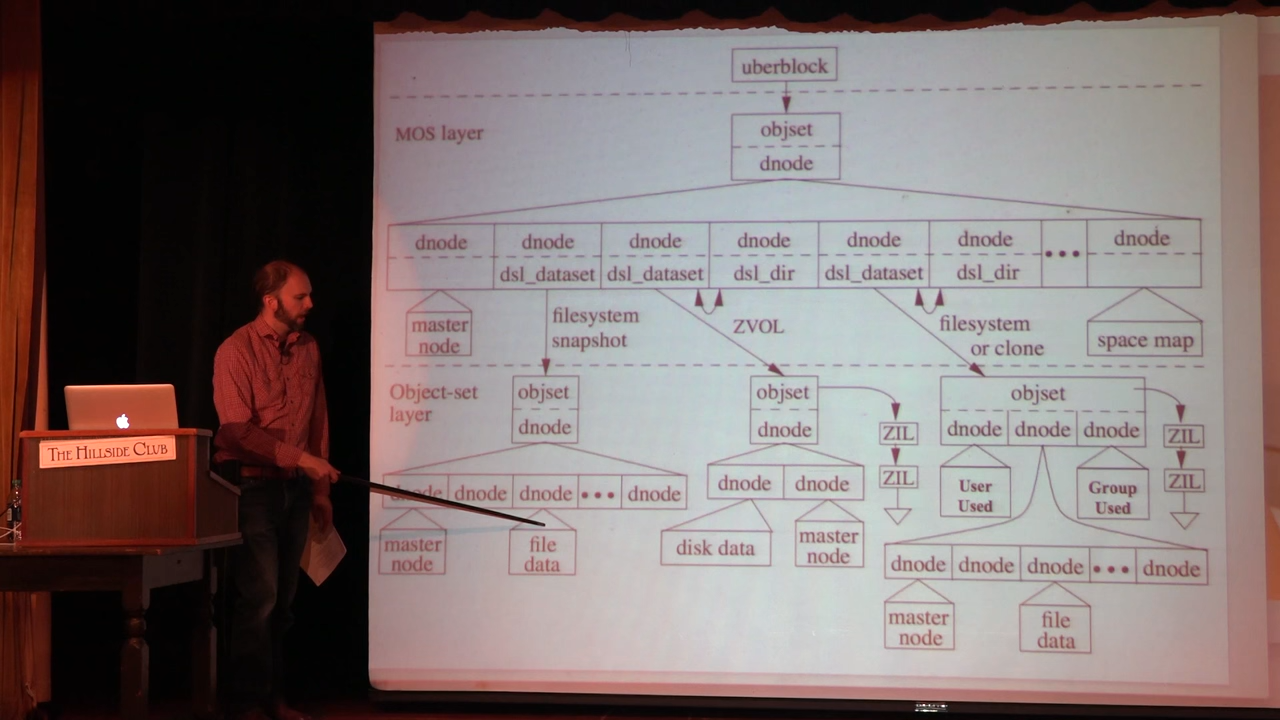 uberblock
MOS layer
objset
dnode
dnode dnode dnode dnode dnode dnode ••• dnode
dsl_dataset dsl_dataset dsl_dir dsl_dataset dsl_dir
master
node
filesystem
snapshot
ZVOL
filesystem
or clone
space map
Object-set
layer
objset
dnode
objset
dnode
ZIL
ZIL
objset
dnode dnode dnode
ZIL
ZIL
User
Used
Group
Used
dnode dnode dnode ••• dnode
dnode dnode
master
node
file
data
disk data
master
node
dnode dnode dnode ••• dnode
master
node
file
data
THE HILLSIDE CLUB